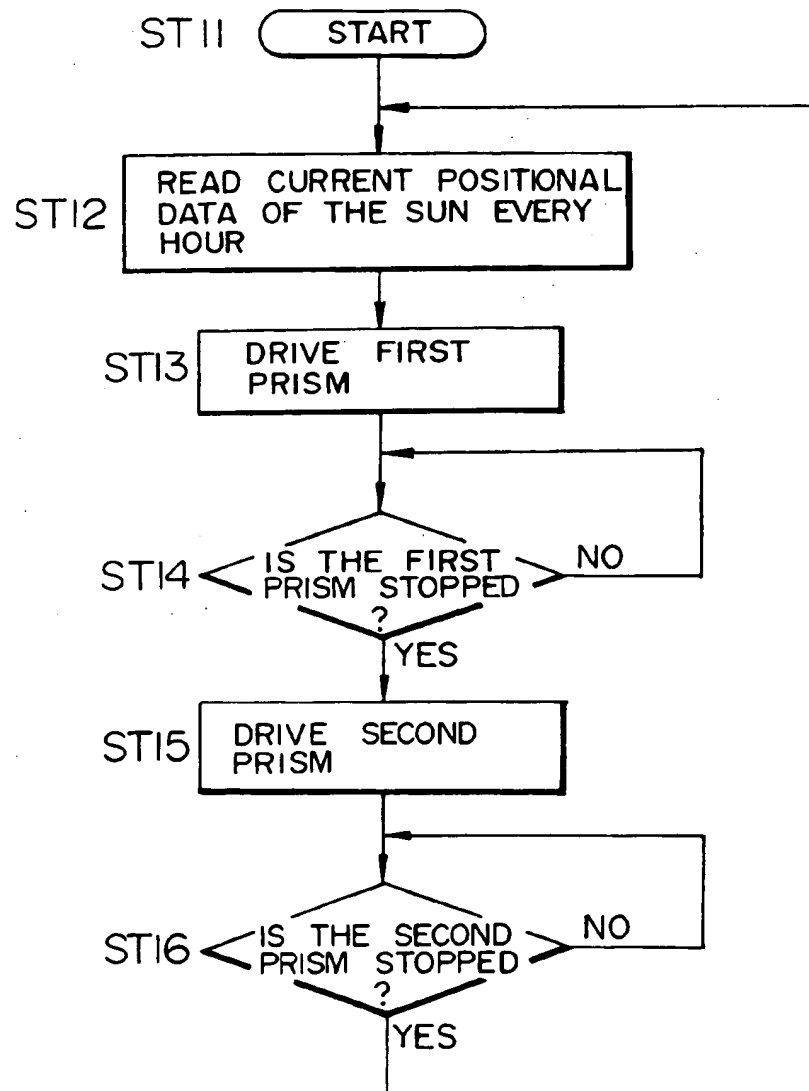 ST11 START
READ CURRENT POSITIONAL
ST12 DATA OF THE SUN EVERY
HOUR
DRIVE FIRST
ST13 PRISM
IS THE FIRST NO
ST14 PRISM STOPPED
?
YES
DRIVE SECOND
ST15 PRISM
IS THE SECOND NO
ST16 PRISM STOPPED
?
YES